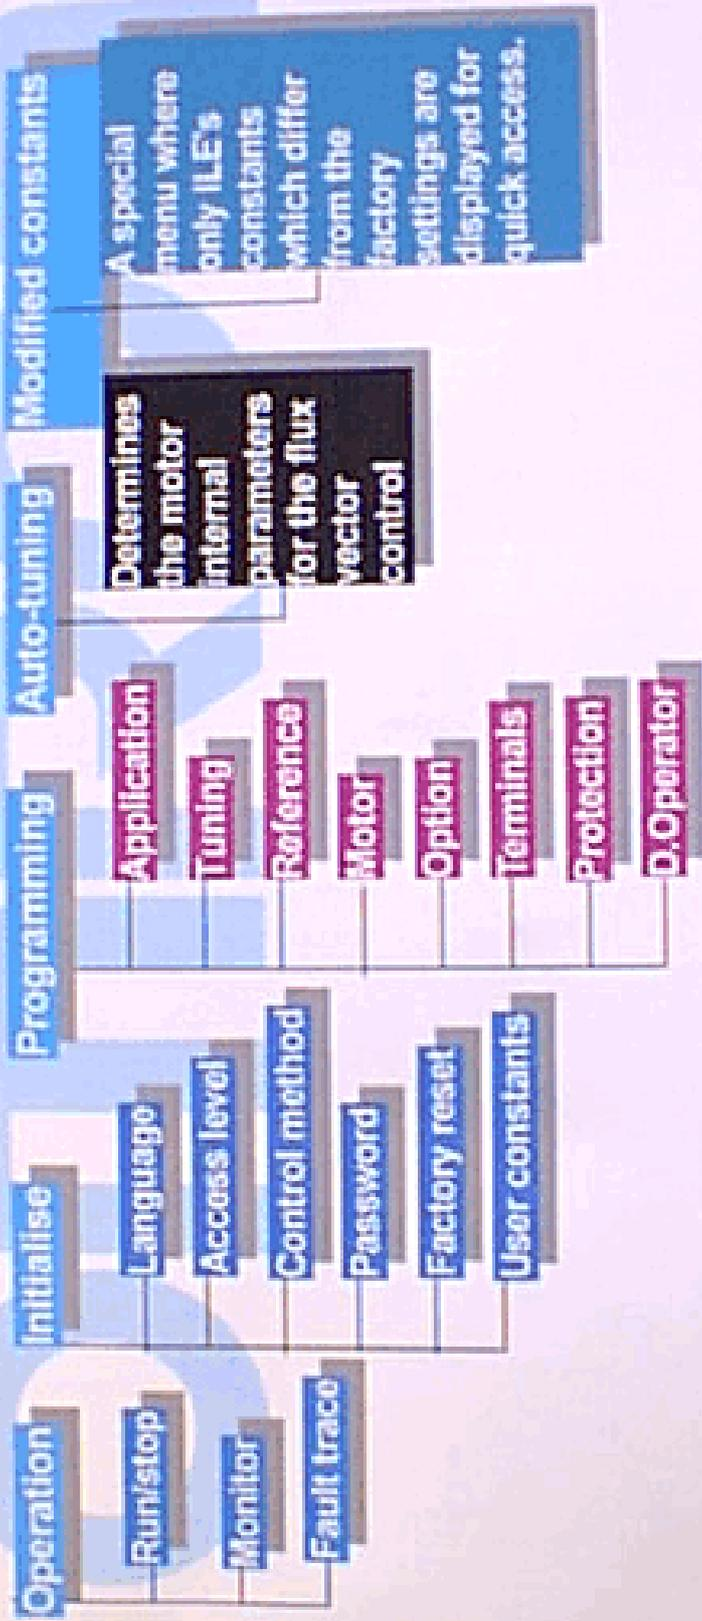 Operation
Run/stop
Monitor
Fault trace
Initialise
Language
Access level
Control method
Password
Factory reset
User constants
Programming
Application
Tuning
Reference
Motor
Option
Terminals
Protection
D.Operator
Auto-tuning
Determines
the motor
internal
parameters
for the flux
vector
control
Modified constants
A special
menu where
only ILE's
constants
which differ
from the
factory
settings are
displayed for
quick access.